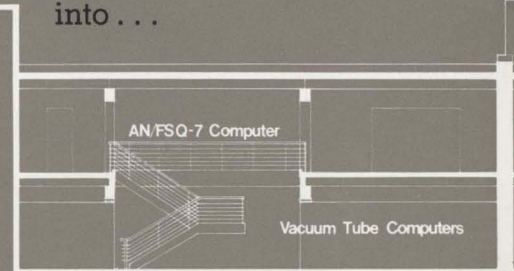 into . . .
AN/FSQ-7 Computer
Vacuum Tube Computers